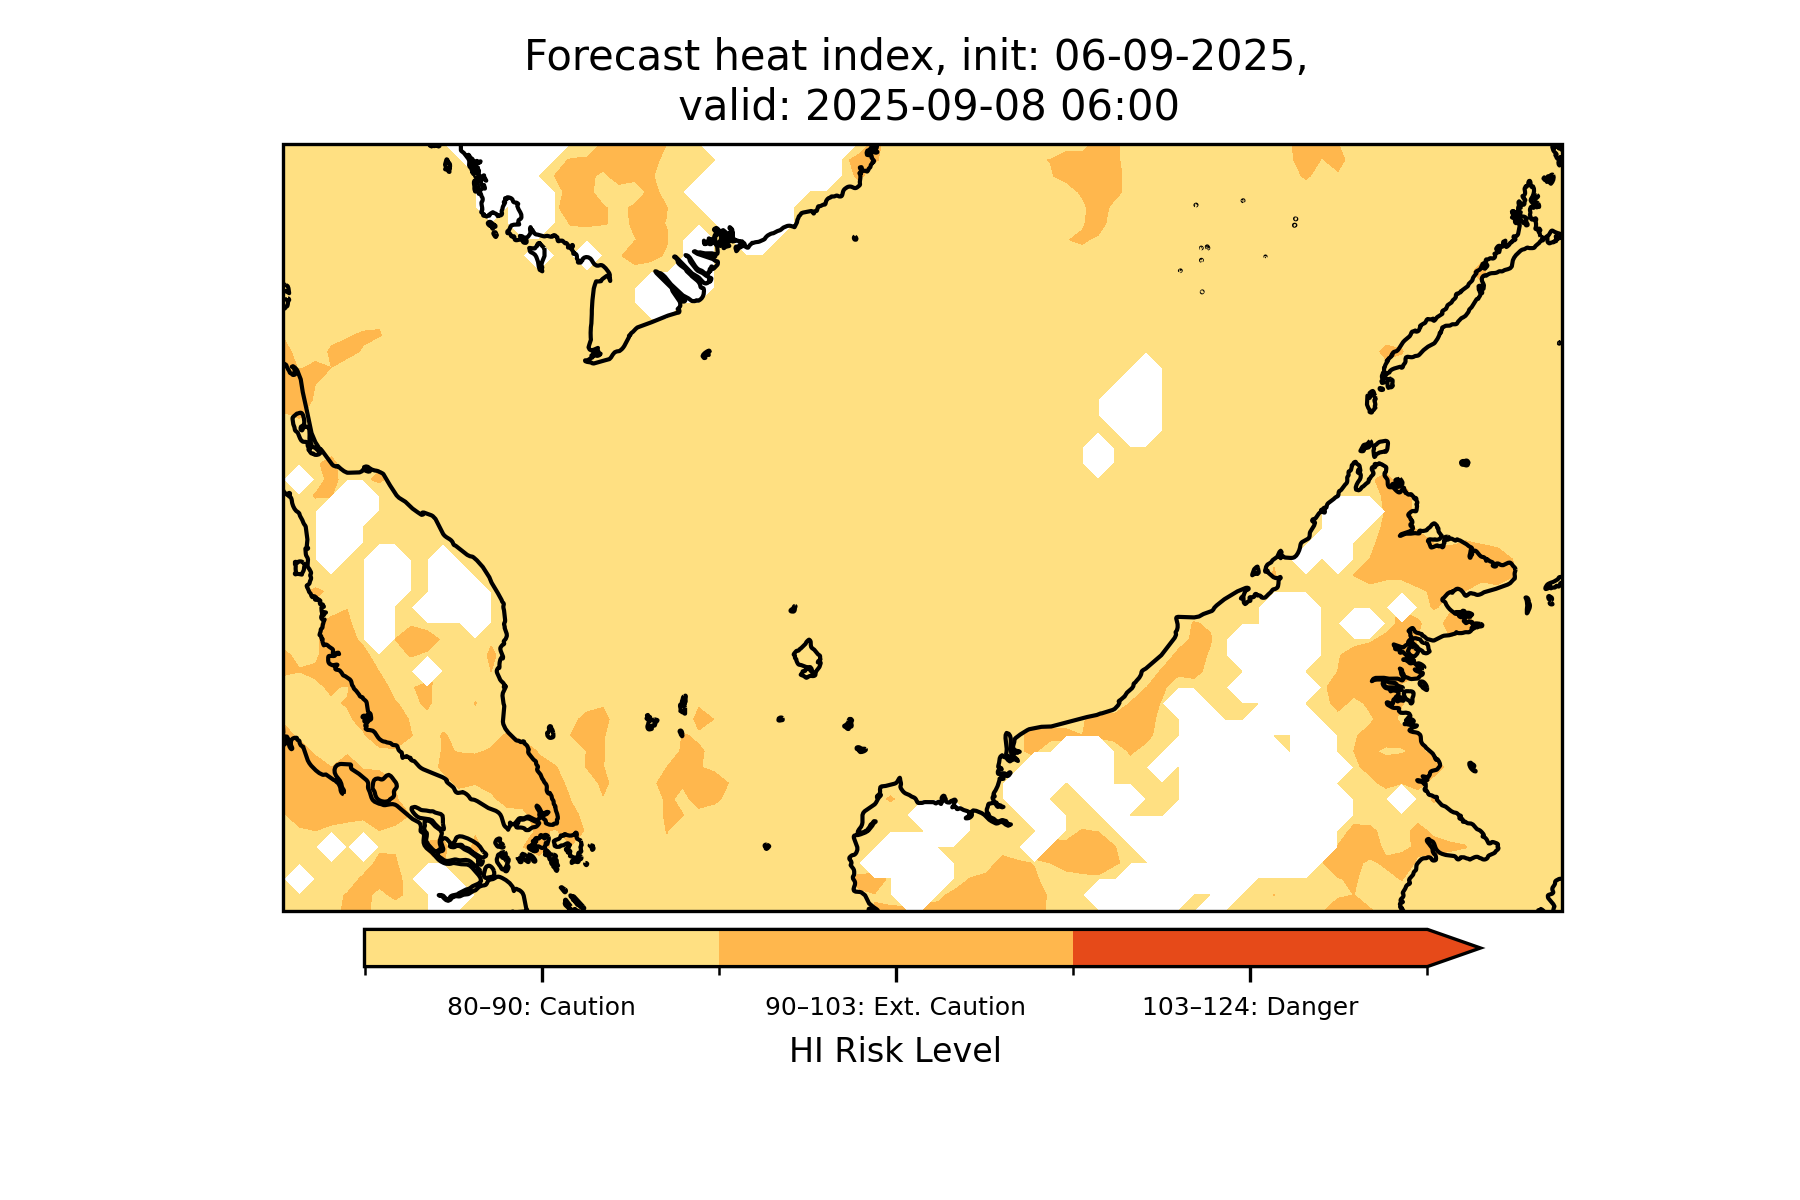 Forecast heat index, init: 06-09-2025,
valid: 2025-09-08 06:00
80–90: Caution
90–103: Ext. Caution
103–124: Danger
HI Risk Level